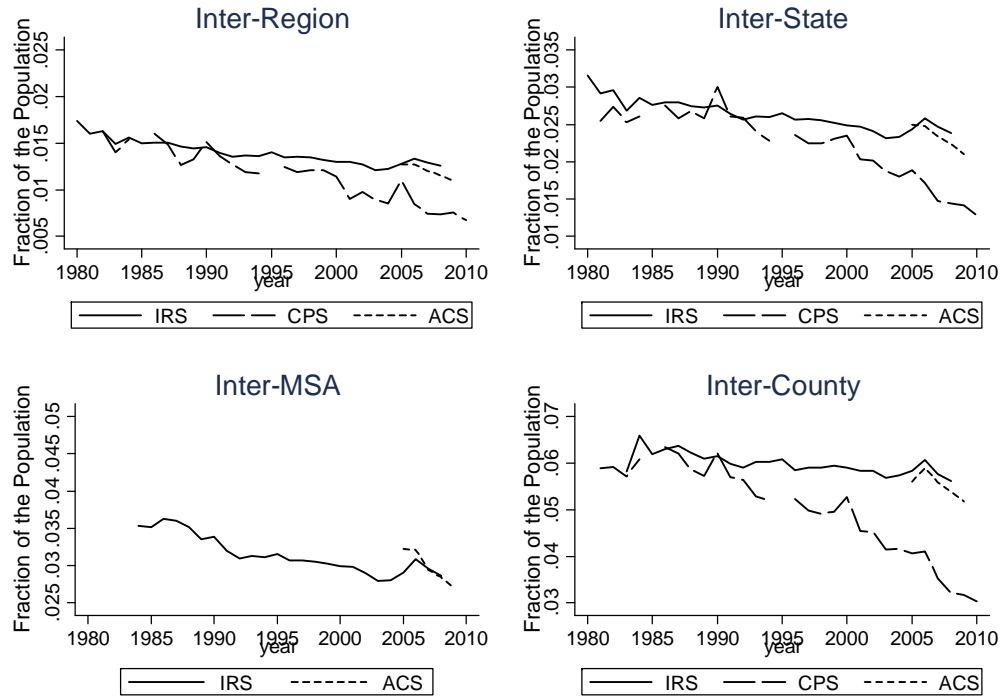 Inter-Region
Fraction of the Population
.005 .01 .015 .02 .025
1980 1985 1990 1995 2000 2005 2010
year
IRS CPS ACS
Inter-State
Fraction of the Population
.01 .015 .02 .025 .03 .035
1980 1985 1990 1995 2000 2005 2010
year
IRS CPS ACS
Inter-MSA
Fraction of the Population
.025 .03 .035 .04 .045 .05
1980 1985 1990 1995 2000 2005 2010
year
IRS ACS
Inter-County
Fraction of the Population
.03 .04 .05 .06 .07
1980 1985 1990 1995 2000 2005 2010
year
IRS CPS ACS